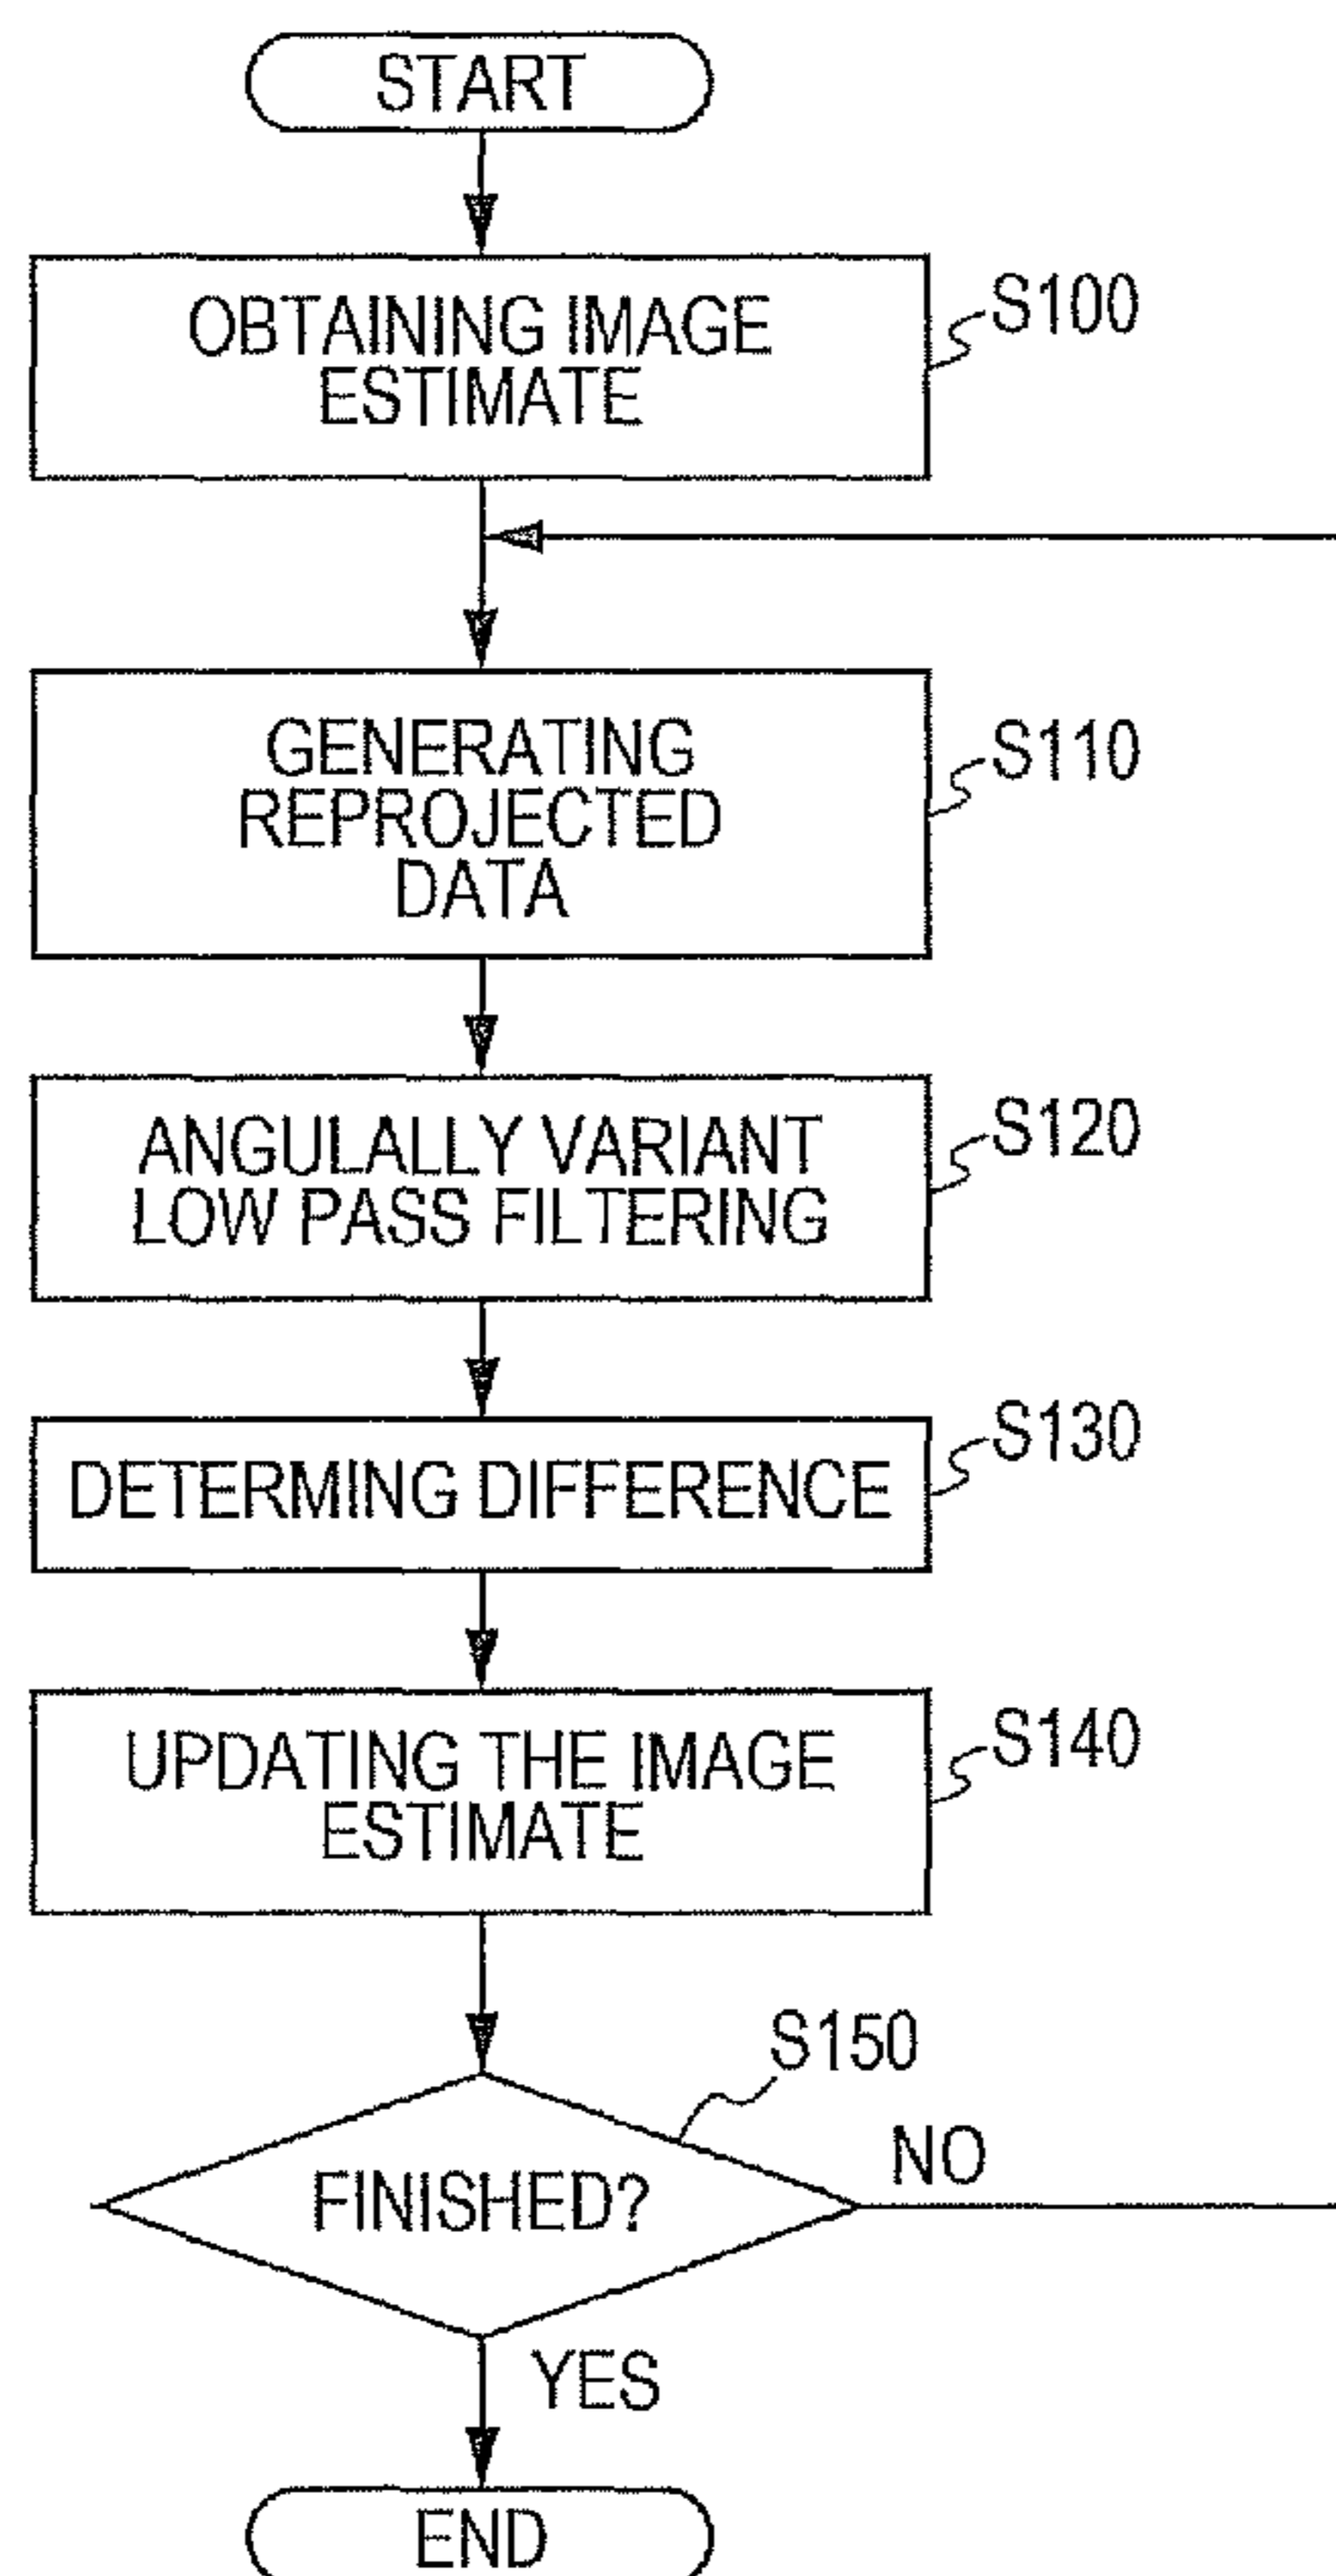 START
OBTAINING IMAGE
ESTIMATE
S100
GENERATING
REPROJECTED
DATA
S110
ANGULALLY VARIANT
LOW PASS FILTERING
S120
DETERMING DIFFERENCE
S130
UPDATING THE IMAGE
ESTIMATE
S140
S150
FINISHED?
NO
YES
END